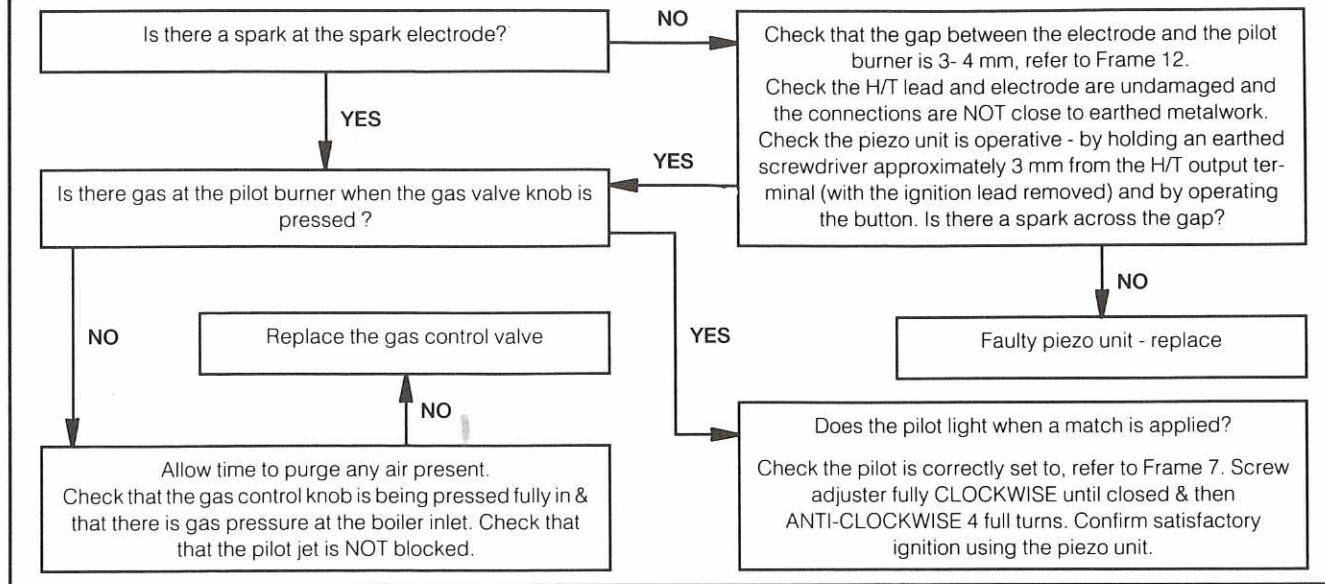 Is there a spark at the spark electrode?
NO
Check that the gap between the electrode and the pilot
burner is 3- 4 mm, refer to Frame 12.
Check the H/T lead and electrode are undamaged and
the connections are NOT close to earthed metalwork.
Check the piezo unit is operative - by holding an earthed
screwdriver approximately 3 mm from the H/T output ter-
minal (with the ignition lead removed) and by operating
the button. Is there a spark across the gap?
YES
YES
Is there gas at the pilot burner when the gas valve knob is
pressed ?
NO
NO
Replace the gas control valve
YES
Faulty piezo unit - replace
NO
Allow time to purge any air present.
Check that the gas control knob is being pressed fully in &
that there is gas pressure at the boiler inlet. Check that
that the pilot jet is NOT blocked.
Does the pilot light when a match is applied?
Check the pilot is correctly set to, refer to Frame 7. Screw
adjuster fully CLOCKWISE until closed & then
ANTI-CLOCKWISE 4 full turns. Confirm satisfactory
ignition using the piezo unit.